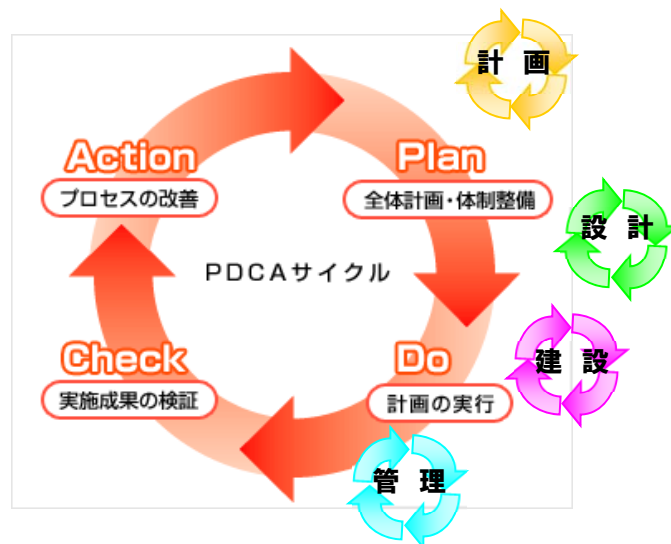 計 画
Action
プロセスの改善
Plan
全体計画・体制整備
設 計
PDCAサイクル
Check
実施成果の検証
Do
計画の実行
建 設
管 理